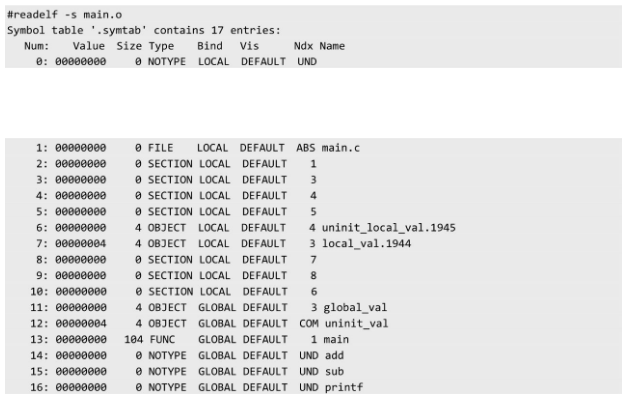 #readelf -s main.o
Symbol table '.symtab' contains 17 entries:
Num: Value Size Type Bind Vis Ndx Name
0: 00000000 0 NOTYPE LOCAL DEFAULT UND
1: 00000000 0 FILE LOCAL DEFAULT ABS main.c
2: 00000000 0 SECTION LOCAL DEFAULT 1
3: 00000000 0 SECTION LOCAL DEFAULT 3
4: 00000000 0 SECTION LOCAL DEFAULT 4
5: 00000000 0 SECTION LOCAL DEFAULT 5
6: 00000000 4 OBJECT LOCAL DEFAULT 4 uninit_local_val.1945
7: 00000004 4 OBJECT LOCAL DEFAULT 3 local_val.1944
8: 00000000 0 SECTION LOCAL DEFAULT 7
9: 00000000 0 SECTION LOCAL DEFAULT 8
10: 00000000 0 SECTION LOCAL DEFAULT 6
11: 00000000 4 OBJECT GLOBAL DEFAULT 3 global_val
12: 00000004 4 OBJECT GLOBAL DEFAULT COM uninit_val
13: 00000000 104 FUNC GLOBAL DEFAULT 1 main
14: 00000000 0 NOTYPE GLOBAL DEFAULT UND add
15: 00000000 0 NOTYPE GLOBAL DEFAULT UND sub
16: 00000000 0 NOTYPE GLOBAL DEFAULT UND printf